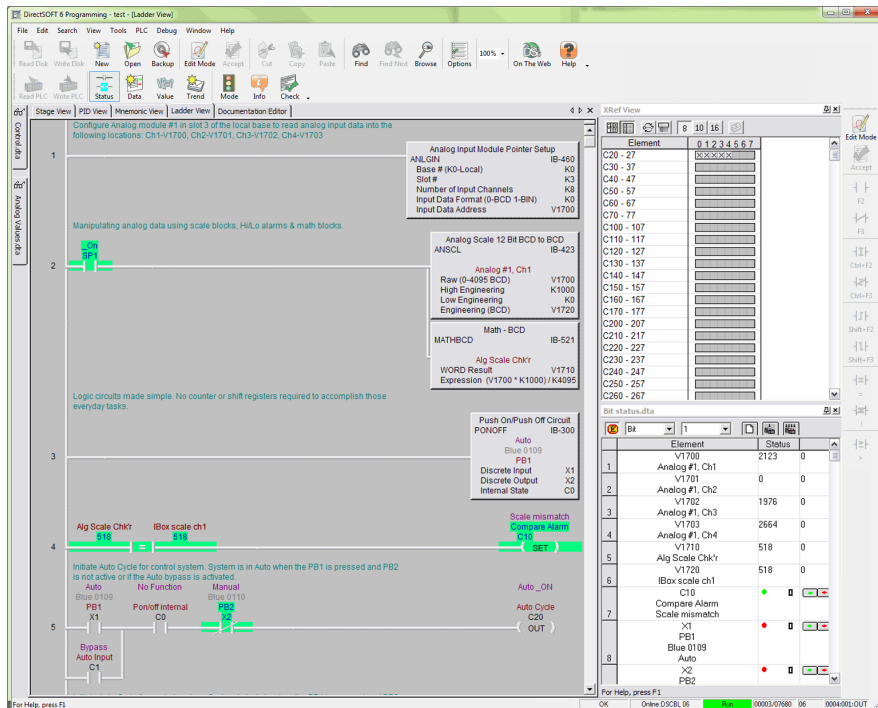 DirectSOFT 6 Programming - test - [Ladder View]
File Edit Search View Tools PLC Debug Window Help
Read Disk Write Disk New Open Backup Edit Mode Accept Cut Copy Paste Find Find Next Browse Options 100% On The Web Help
Read PLC Write PLC Status Data Value Trend Mode Info Check
Stage View PID View Mnemonic View Ladder View Documentation Editor
Control.dta
Analog Values.dta
Configure Analog module #1 in slot 3 of the local base to read analog input data into the
following locations: Ch1-V1700, Ch2-V1701, Ch3-V1702, Ch4-V1703
1
Analog Input Module Pointer Setup
ANLGIN IB-460
Base # (K0-Local) K0
Slot # K3
Number of Input Channels K8
Input Data Format (0-BCD 1-BIN) K0
Input Data Address V1700
Manipulating analog data using scale blocks, Hi/Lo alarms & math blocks.
_On
SP1
2
Analog Scale 12 Bit BCD to BCD
ANSCL IB-423
Analog #1, Ch1
Raw (0-4095 BCD) V1700
High Engineering K1000
Low Engineering K0
Engineering (BCD) V1720
Math - BCD
MATHBCD IB-521
Alg Scale Chk'r
WORD Result V1710
Expression (V1700 * K1000) / K4095
Logic circuits made simple. No counter or shift registers required to accomplish those
everyday tasks.
3
Push On/Push Off Circuit
PONOFF IB-300
Auto
Blue 0109
PB1
Discrete Input X1
Discrete Output X2
Internal State C0
Scale mismatch
Alg Scale Chk'r IBox scale ch1 Compare Alarm
518 = 518 C10
4 SET
Initiate Auto Cycle for control system. System is in Auto when the PB1 is pressed and PB2
is not active or if the Auto bypass is activated.
Auto No Function Manual Auto _ON
Blue 0109 Blue 0110
PB1 Pon/off internal PB2 Auto Cycle
X1 C0 X2 C20
5 OUT
Bypass
Auto Input
C1
XRef View
8 10 16
Element 0 1 2 3 4 5 6 7
C20 - 27 XXXXX
C30 - 37
C40 - 47
C50 - 57
C60 - 67
C70 - 77
C100 - 107
C110 - 117
C120 - 127
C130 - 137
C140 - 147
C150 - 157
C160 - 167
C170 - 177
C200 - 207
C210 - 217
C220 - 227
C230 - 237
C240 - 247
C250 - 257
C260 - 267
Bit status.dta
Bit 1
Element Status
V1700 2123 0
1 Analog #1, Ch1
V1701 0 0
2 Analog #1, Ch2
V1702 1976 0
3 Analog #1, Ch3
V1703 2664 0
4 Analog #1, Ch4
V1710 518 0
5 Alg Scale Chk'r
V1720 518 0
6 IBox scale ch1
C10
Compare Alarm
7 Scale mismatch
X1
PB1
Blue 0109
8 Auto
X2
PB2
For Help, press F1
Edit Mode
Accept
F2
F3
Ctrl+F2
Ctrl+F3
Shift+F2
Shift+F3
=
!
>
For Help, press F1 OK Online:DSCBL 06 Run 00003/07680 06 0004:001:OUT